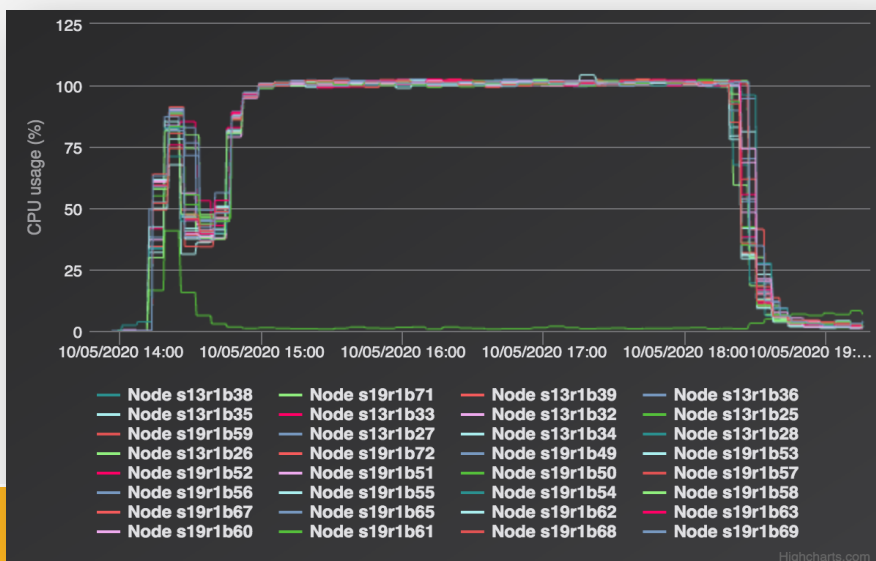 125
100
75
50
25
0
CPU usage (%)
10/05/2020 14:00 10/05/2020 15:00 10/05/2020 16:00 10/05/2020 17:00 10/05/2020 18:00 10/05/2020 19:…
Node s13r1b38 Node s19r1b71 Node s13r1b39 Node s13r1b36
Node s13r1b35 Node s13r1b33 Node s13r1b32 Node s13r1b25
Node s19r1b59 Node s13r1b27 Node s13r1b34 Node s13r1b28
Node s13r1b26 Node s19r1b72 Node s19r1b49 Node s19r1b53
Node s19r1b52 Node s19r1b51 Node s19r1b50 Node s19r1b57
Node s19r1b56 Node s19r1b55 Node s19r1b54 Node s19r1b58
Node s19r1b67 Node s19r1b65 Node s19r1b62 Node s19r1b63
Node s19r1b60 Node s19r1b61 Node s19r1b68 Node s19r1b69
Highcharts.com